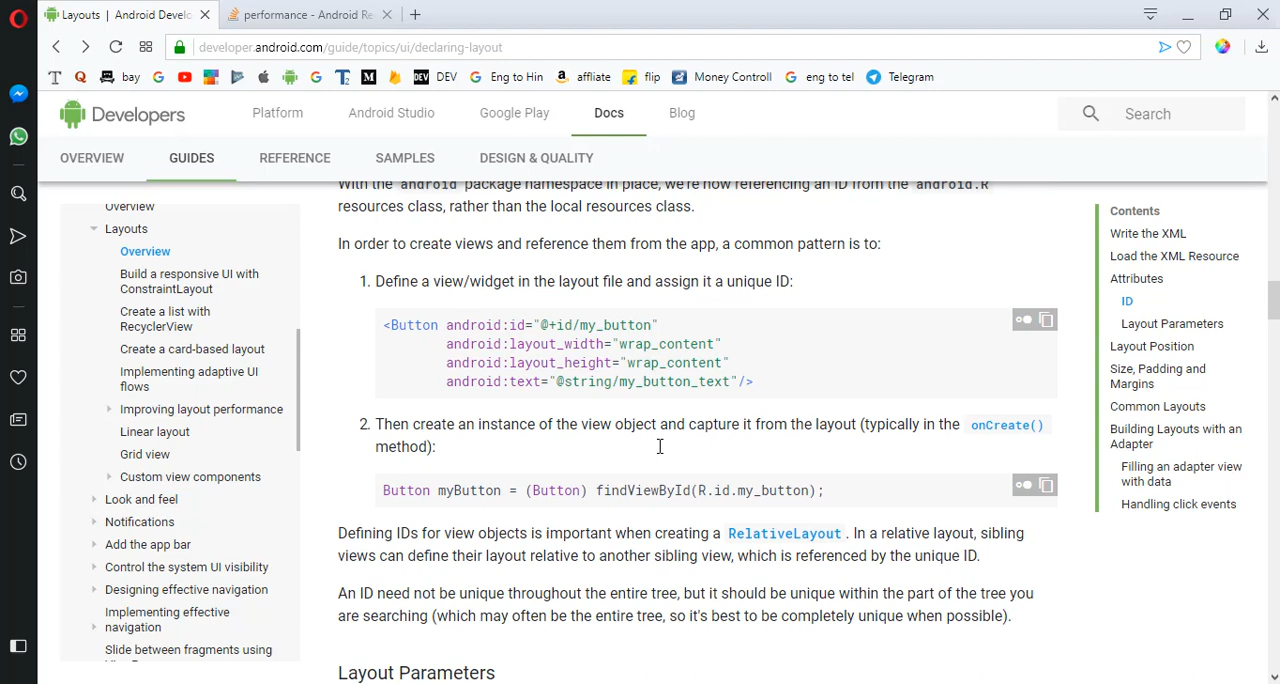 Layouts | Android Develo
performance - Android Re
developer.android.com/guide/topics/ui/declaring-layout
bay
DEV
DEV
Eng to Hin
affliate
flip
Money Controll
eng to tel
Telegram
Developers
Platform
Android Studio
Google Play
Docs
Blog
Search
OVERVIEW
GUIDES
REFERENCE
SAMPLES
DESIGN & QUALITY
Overview
Layouts
Overview
Build a responsive UI with
ConstraintLayout
Create a list with
RecyclerView
Create a card-based layout
Implementing adaptive UI
flows
Improving layout performance
Linear layout
Grid view
Custom view components
Look and feel
Notifications
Add the app bar
Control the system UI visibility
Designing effective navigation
Implementing effective
navigation
Slide between fragments using
With the android package namespace in place, we're now referencing an ID from the android.R
resources class, rather than the local resources class.
In order to create views and reference them from the app, a common pattern is to:
1. Define a view/widget in the layout file and assign it a unique ID:
<Button android:id="@+id/my_button"
android:layout_width="wrap_content"
android:layout_height="wrap_content"
android:text="@string/my_button_text"/>
2. Then create an instance of the view object and capture it from the layout (typically in the onCreate()
method):
Button myButton = (Button) findViewById(R.id.my_button);
Defining IDs for view objects is important when creating a RelativeLayout. In a relative layout, sibling
views can define their layout relative to another sibling view, which is referenced by the unique ID.
An ID need not be unique throughout the entire tree, but it should be unique within the part of the tree you
are searching (which may often be the entire tree, so it's best to be completely unique when possible).
Layout Parameters
Contents
Write the XML
Load the XML Resource
Attributes
ID
Layout Parameters
Layout Position
Size, Padding and
Margins
Common Layouts
Building Layouts with an
Adapter
Filling an adapter view
with data
Handling click events